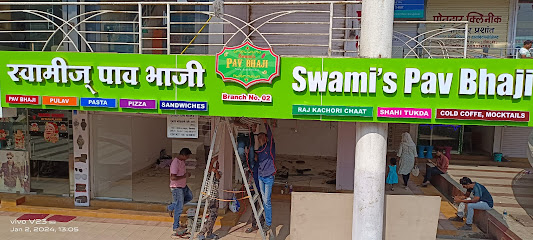 स्वामीज् पाव भाजी
PAV BHAJI
PULAV
PASTA
PIZZA
SANDWICHES
PAV BHAJI
Branch No. 02
Swami's Pav Bhaji
RAJ KACHORI CHAAT
SHAHI TUKDA
COLD COFFE, MOCKTAILS
vivo V23
Jan 2, 2024, 13:05